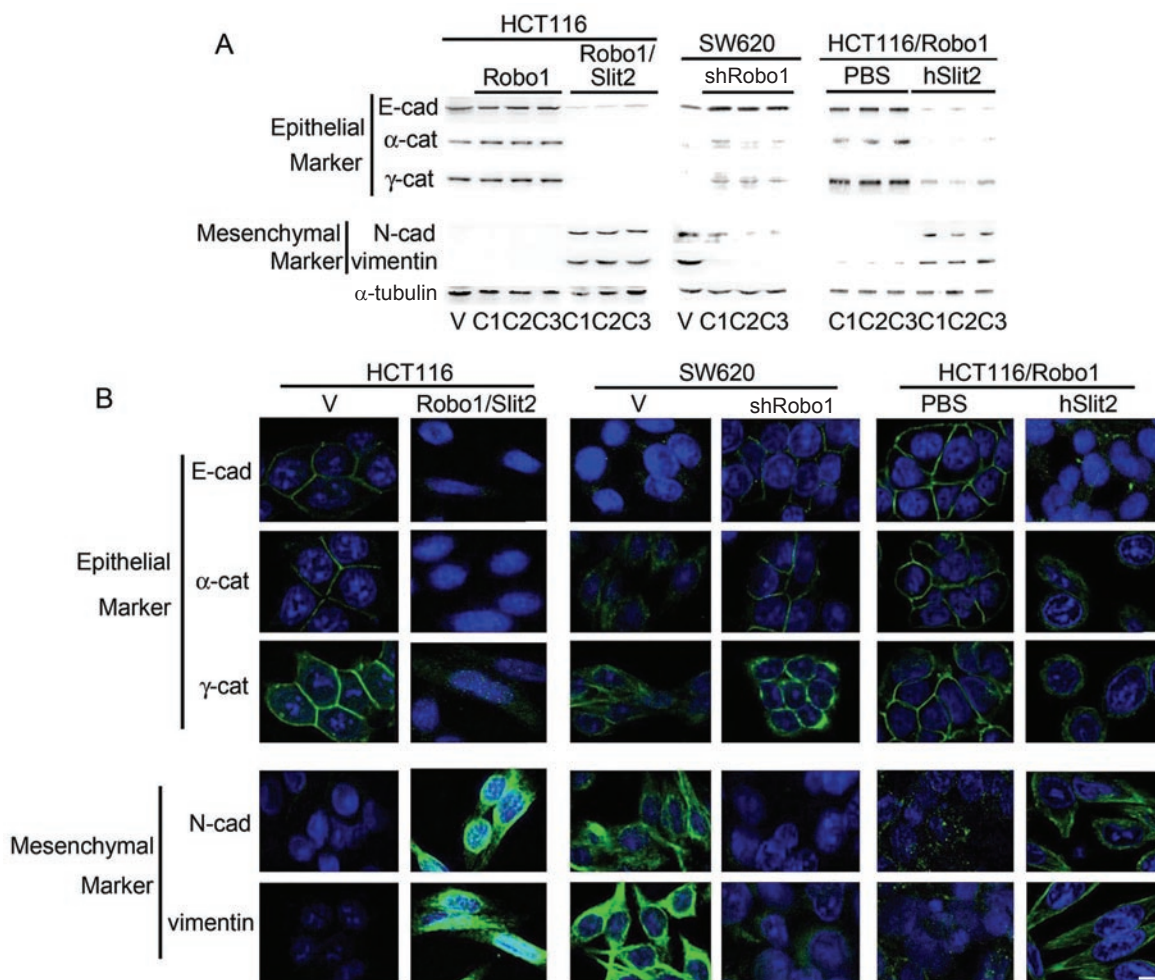 A
HCT116
Robo1
Robo1/
Slit2
SW620
shRobo1
HCT116/Robo1
PBS
hSlit2
Epithelial
Marker
E-cad
α-cat
γ-cat
Mesenchymal
Marker
N-cad
vimentin
α-tubulin
V C1C2C3C1C2C3
V C1C2C3
C1C2C3C1C2C3
B
HCT116
V
Robo1/Slit2
SW620
V
shRobo1
HCT116/Robo1
PBS
hSlit2
Epithelial
Marker
E-cad
α-cat
γ-cat
Mesenchymal
Marker
N-cad
vimentin